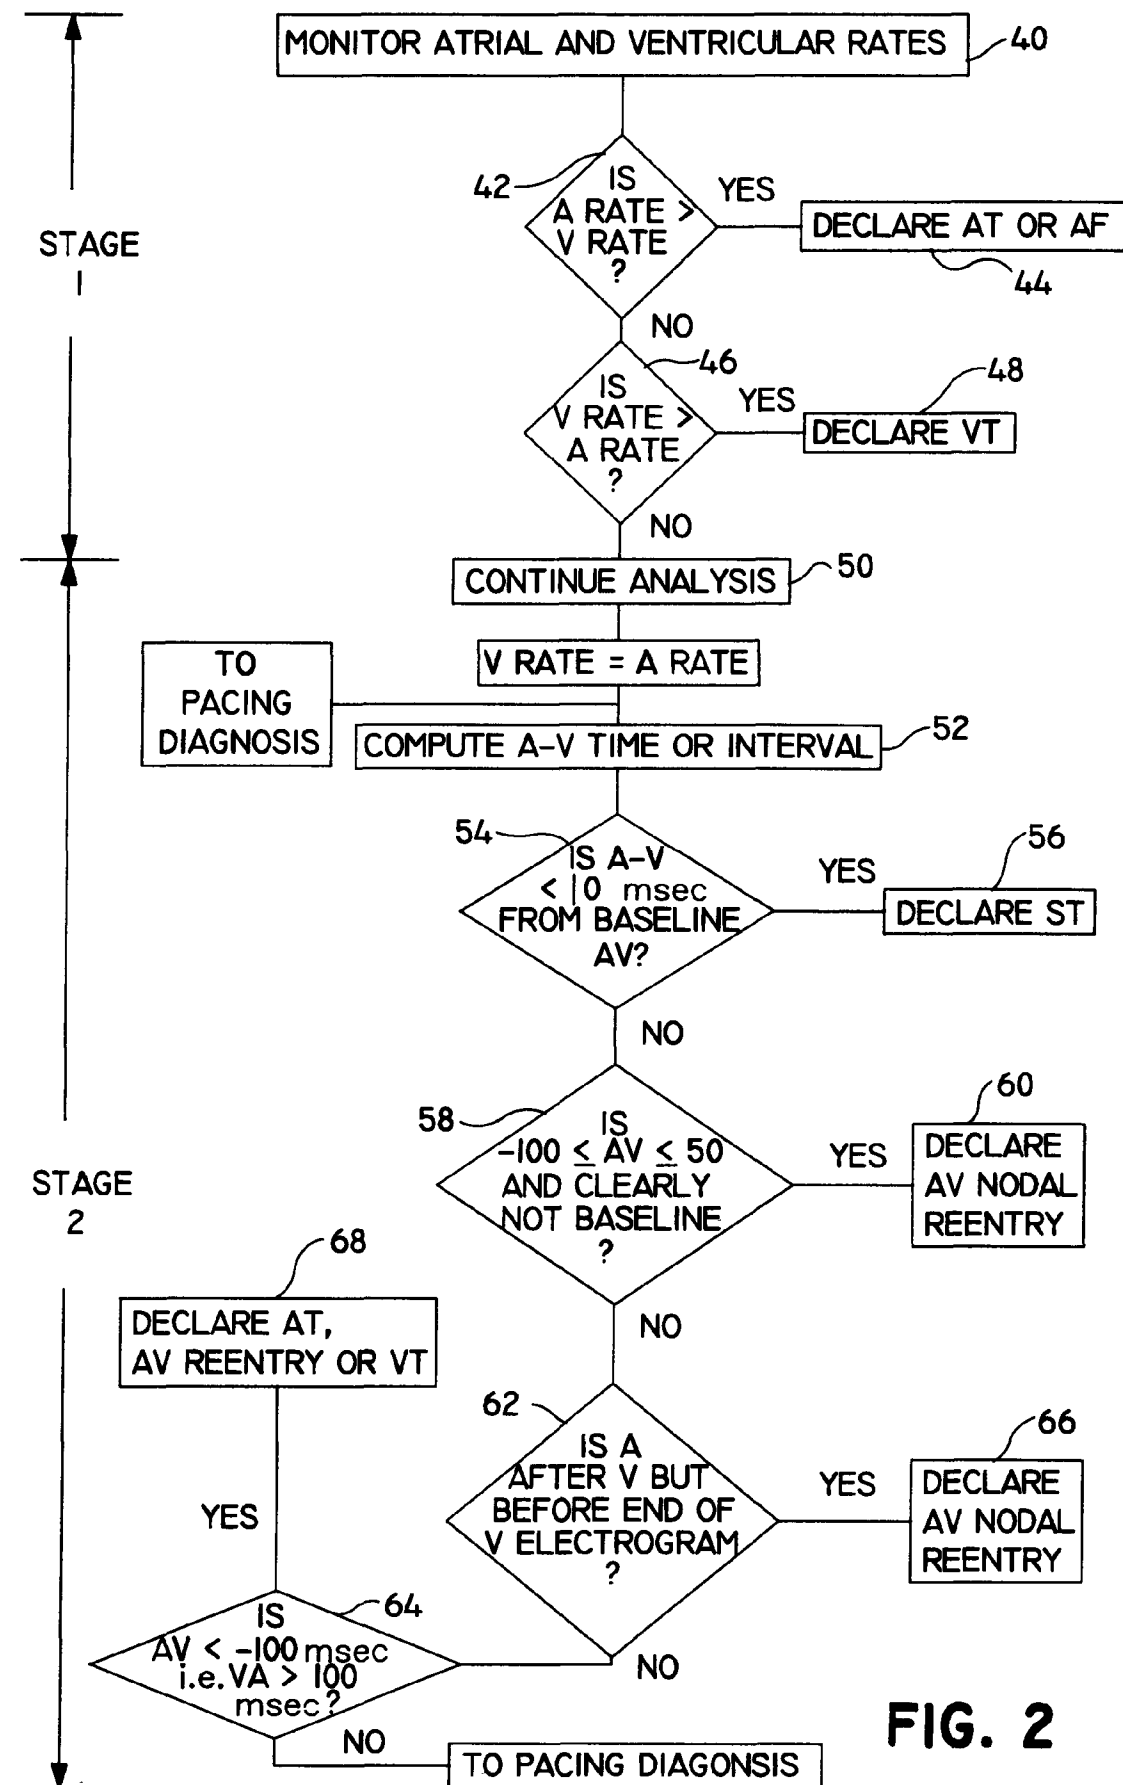 MONITOR ATRIAL AND VENTRICULAR RATES
40
STAGE
1
42
IS
A RATE >
V RATE
?
YES
DECLARE AT OR AF
44
NO
46
IS
V RATE >
A RATE
?
YES
48
DECLARE VT
NO
CONTINUE ANALYSIS
50
V RATE = A RATE
TO
PACING
DIAGNOSIS
COMPUTE A-V TIME OR INTERVAL
52
54
IS A-V
< 10 msec
FROM BASELINE
AV?
YES
56
DECLARE ST
NO
STAGE
2
58
IS
-100 ≤ AV ≤ 50
AND CLEARLY
NOT BASELINE
?
YES
60
DECLARE
AV NODAL
REENTRY
NO
62
IS A
AFTER V BUT
BEFORE END OF
V ELECTROGRAM
?
YES
66
DECLARE
AV NODAL
REENTRY
NO
68
DECLARE AT,
AV REENTRY OR VT
YES
64
IS
AV < -100 msec
i.e. VA > 100
msec?
NO
TO PACING DIAGONSIS
FIG. 2